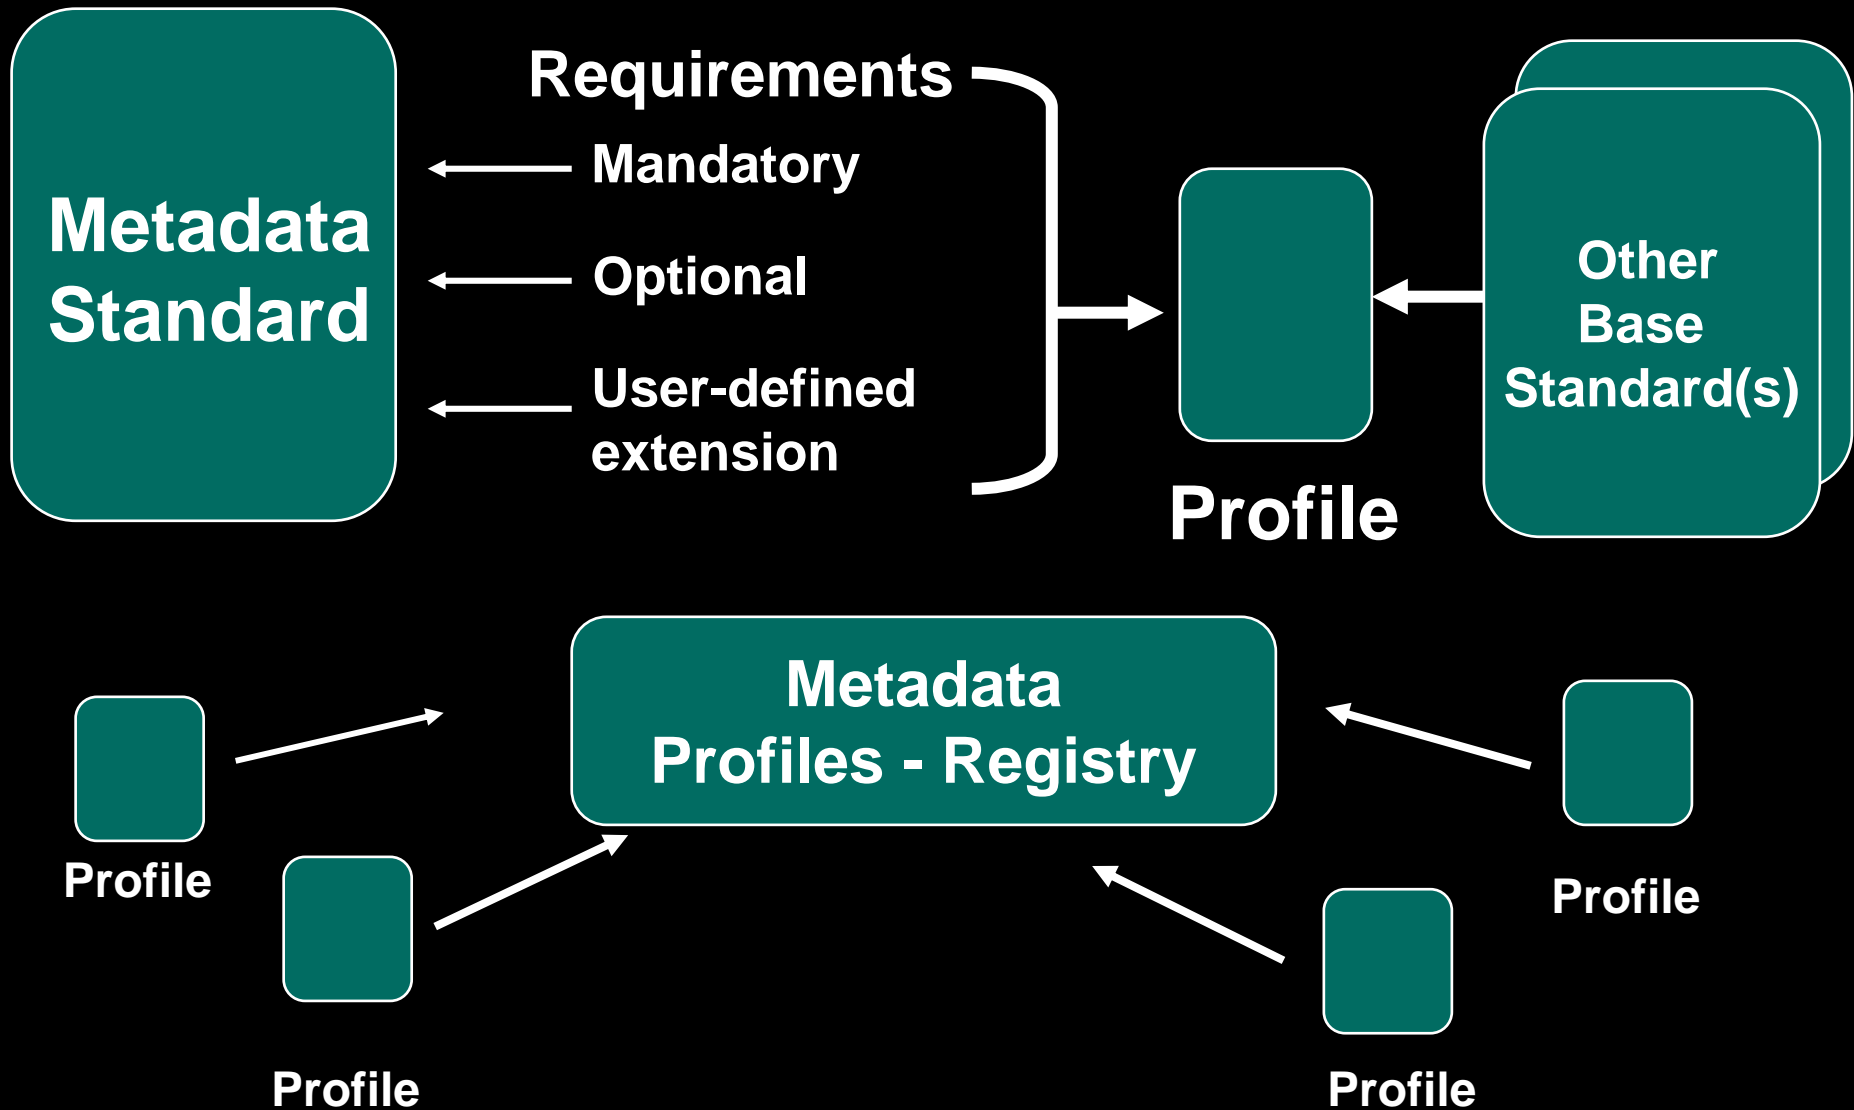 Metadata
Standard
Requirements
Mandatory
Optional
User-defined
extension
Profile
Other
Base
Standard(s)
Metadata
Profiles - Registry
Profile
Profile
Profile
Profile